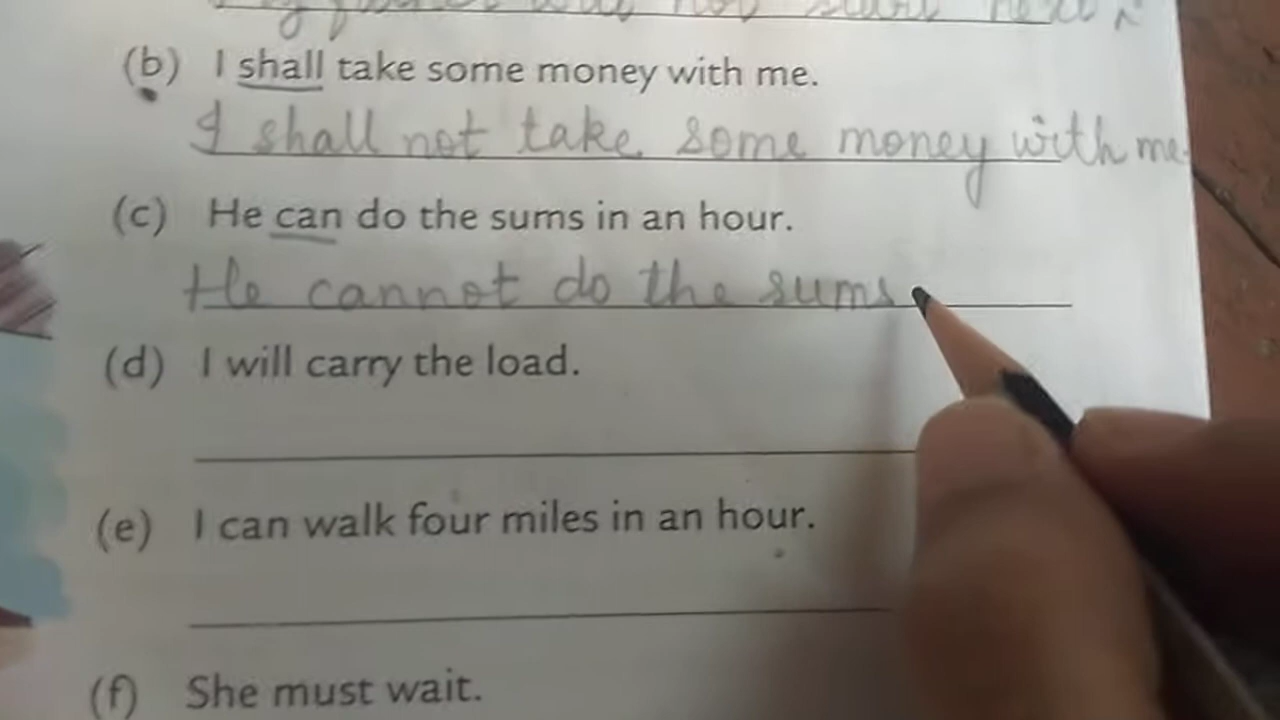 (b) I shall take some money with me.
I shall not take some money with me.
(c) He can do the sums in an hour.
He cannot do the sums
(d) I will carry the load.
(e) I can walk four miles in an hour.
(f) She must wait.